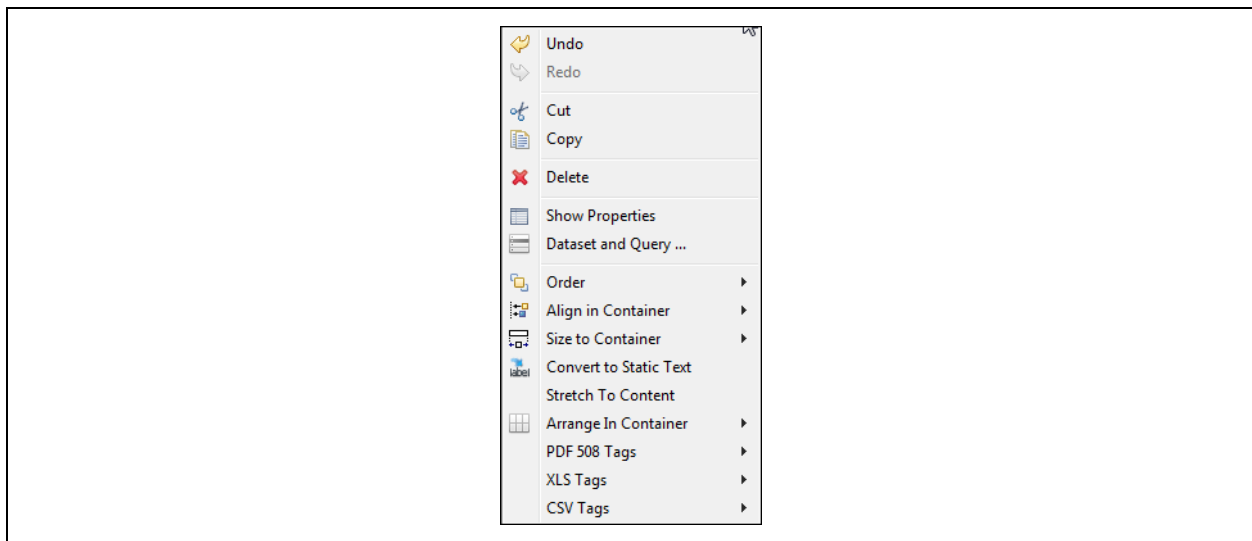 Undo
Redo
Cut
Copy
Delete
Show Properties
Dataset and Query ...
Order
Align in Container
Size to Container
label
Convert to Static Text
Stretch To Content
Arrange In Container
PDF 508 Tags
XLS Tags
CSV Tags